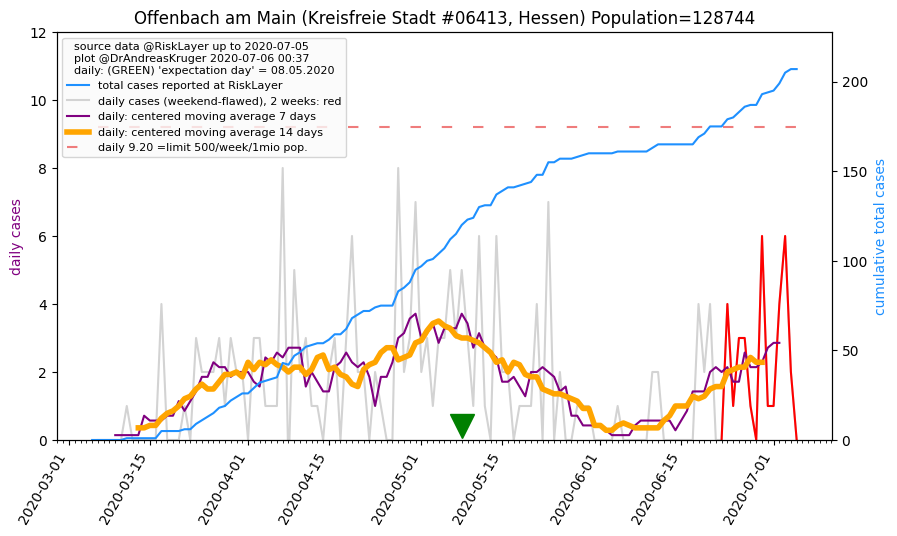 Offenbach am Main (Kreisfreie Stadt #06413, Hessen) Population=128744
source data @RiskLayer up to 2020-07-05
plot @DrAndreasKruger 2020-07-06 00:37
daily: (GREEN) 'expectation day' = 08.05.2020
total cases reported at RiskLayer
daily cases (weekend-flawed), 2 weeks: red
daily: centered moving average 7 days
daily: centered moving average 14 days
daily 9.20 =limit 500/week/1mio pop.
daily cases
12
10
8
6
4
2
0
cumulative total cases
200
150
100
50
0
2020-03-01
2020-03-15
2020-04-01
2020-04-15
2020-05-01
2020-05-15
2020-06-01
2020-06-15
2020-07-01